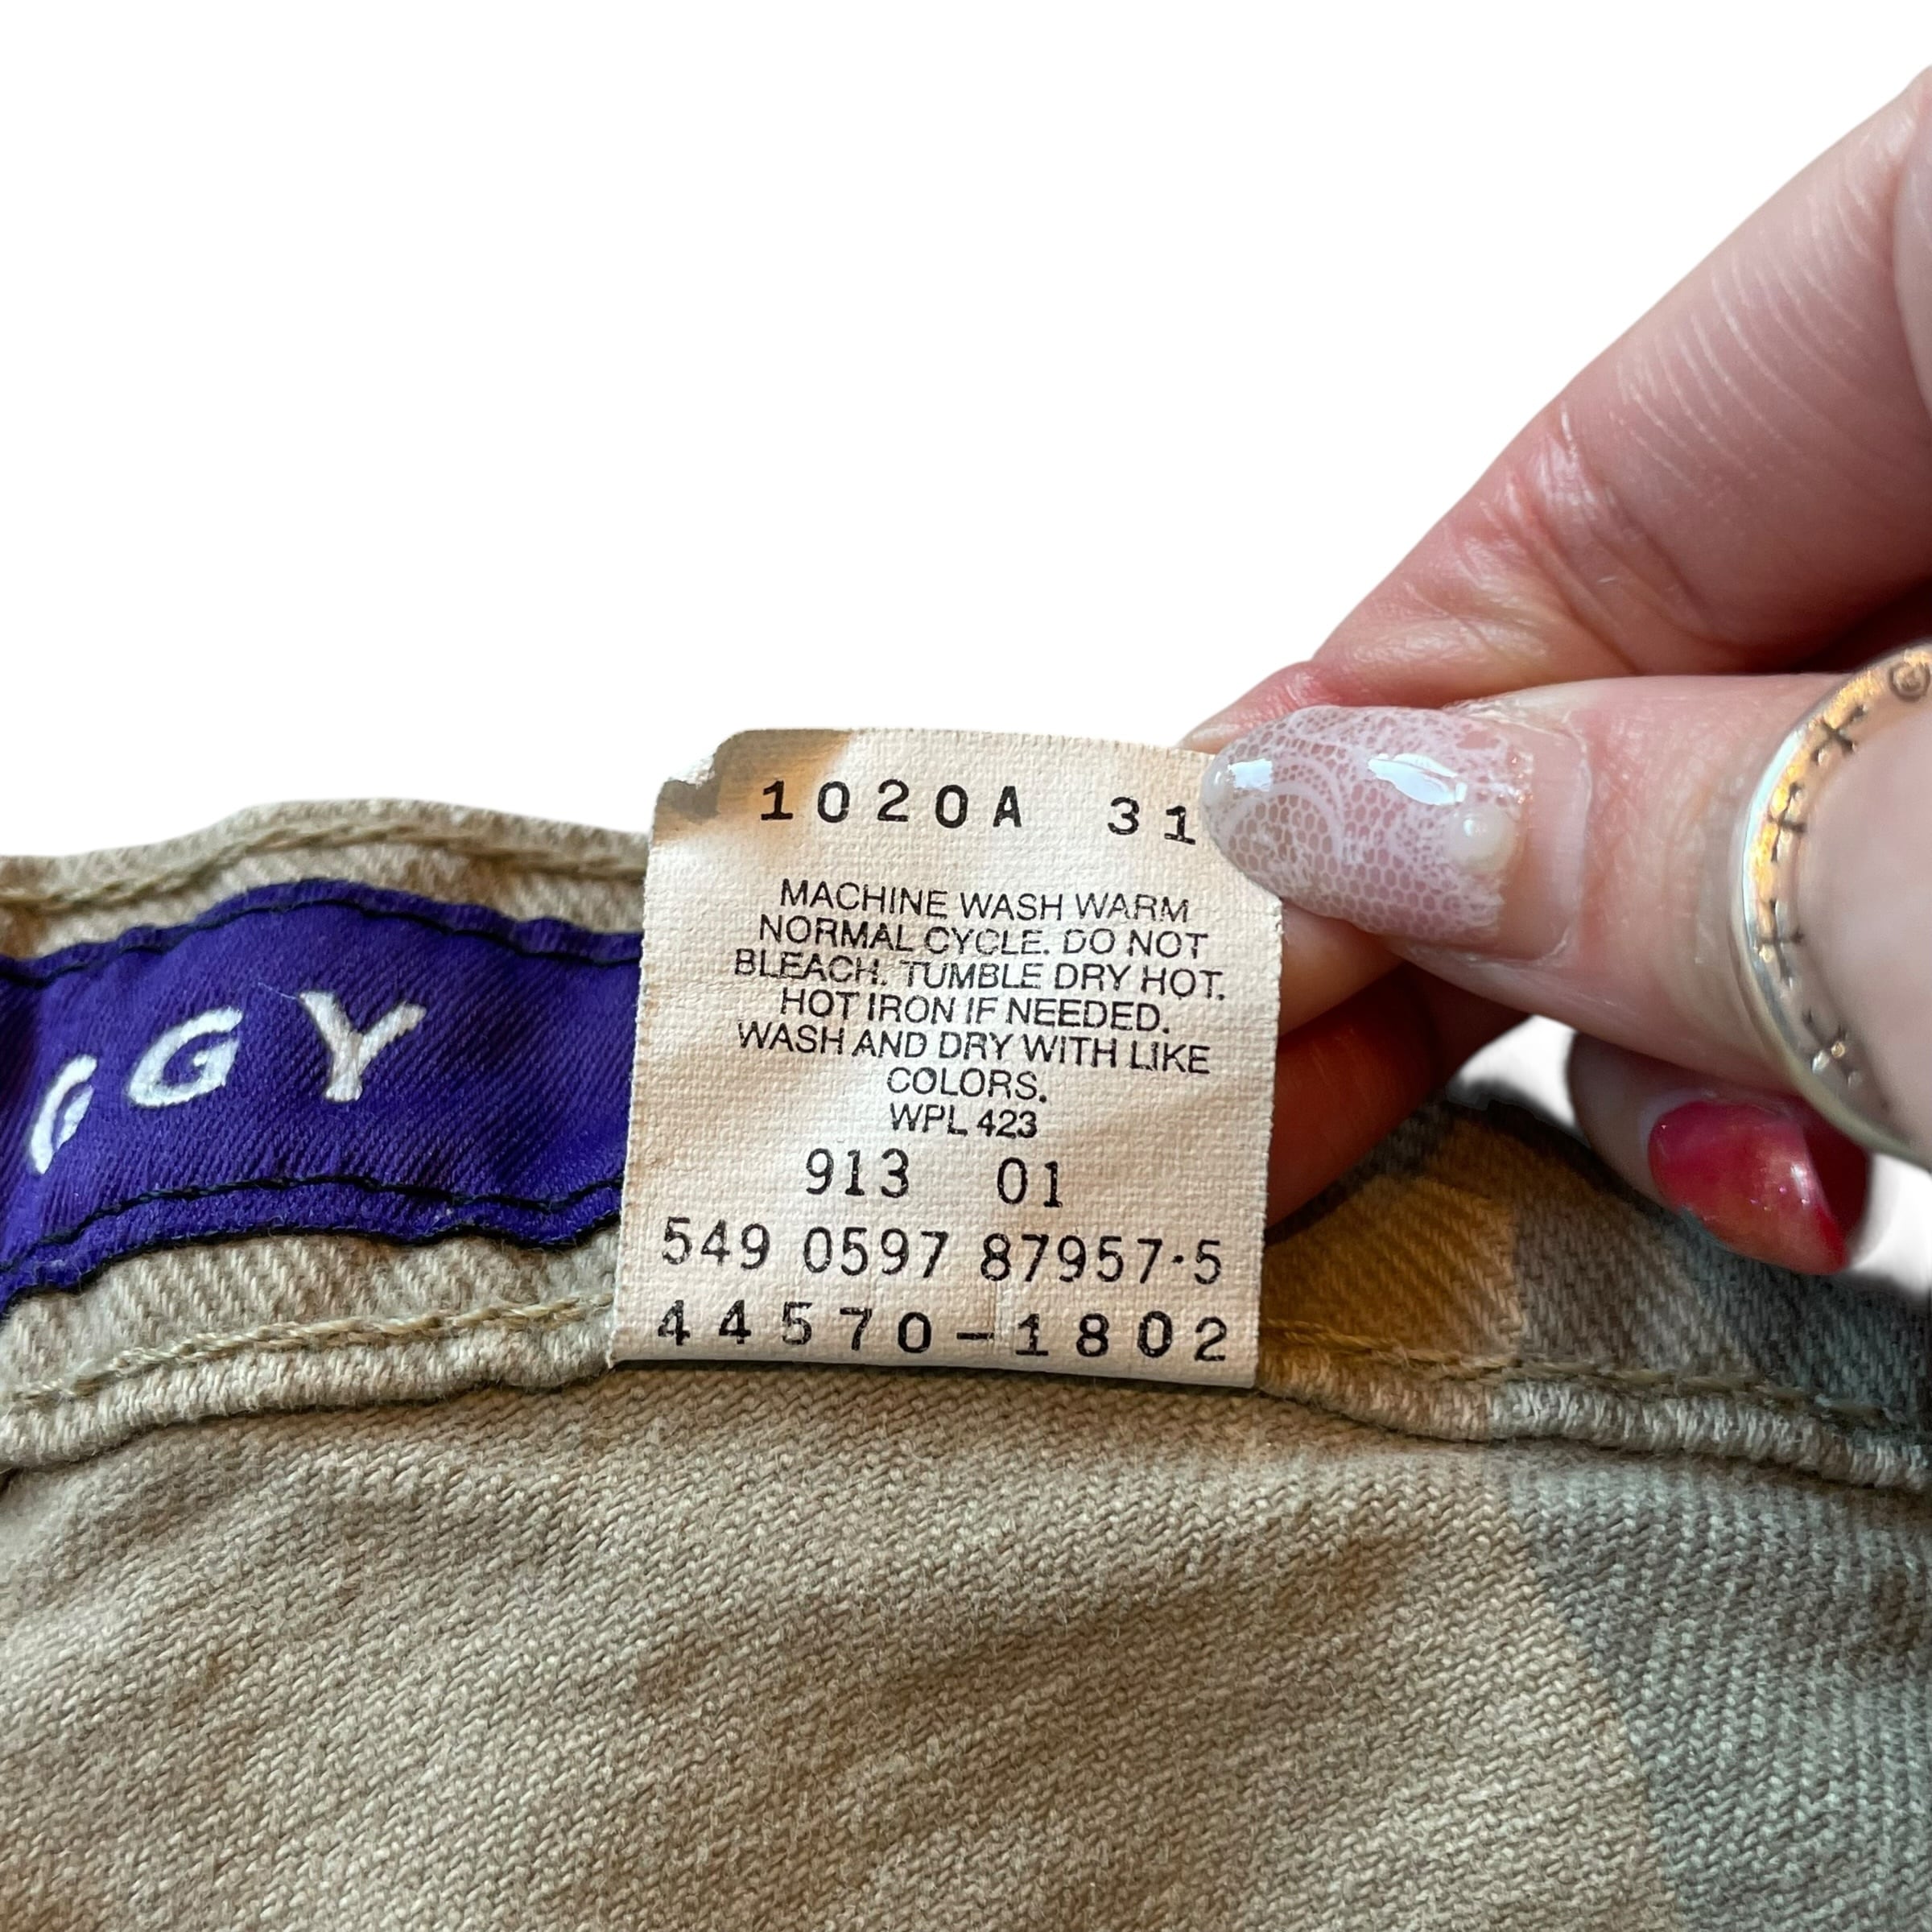 1020A 31
MACHINE WASH WARM
NORMAL CYCLE. DO NOT
BLEACH. TUMBLE DRY HOT.
HOT IRON IF NEEDED.
WASH AND DRY WITH LIKE
COLORS.
WPL 423
913 01
549 0597 87957·5
44570-1802
GGY